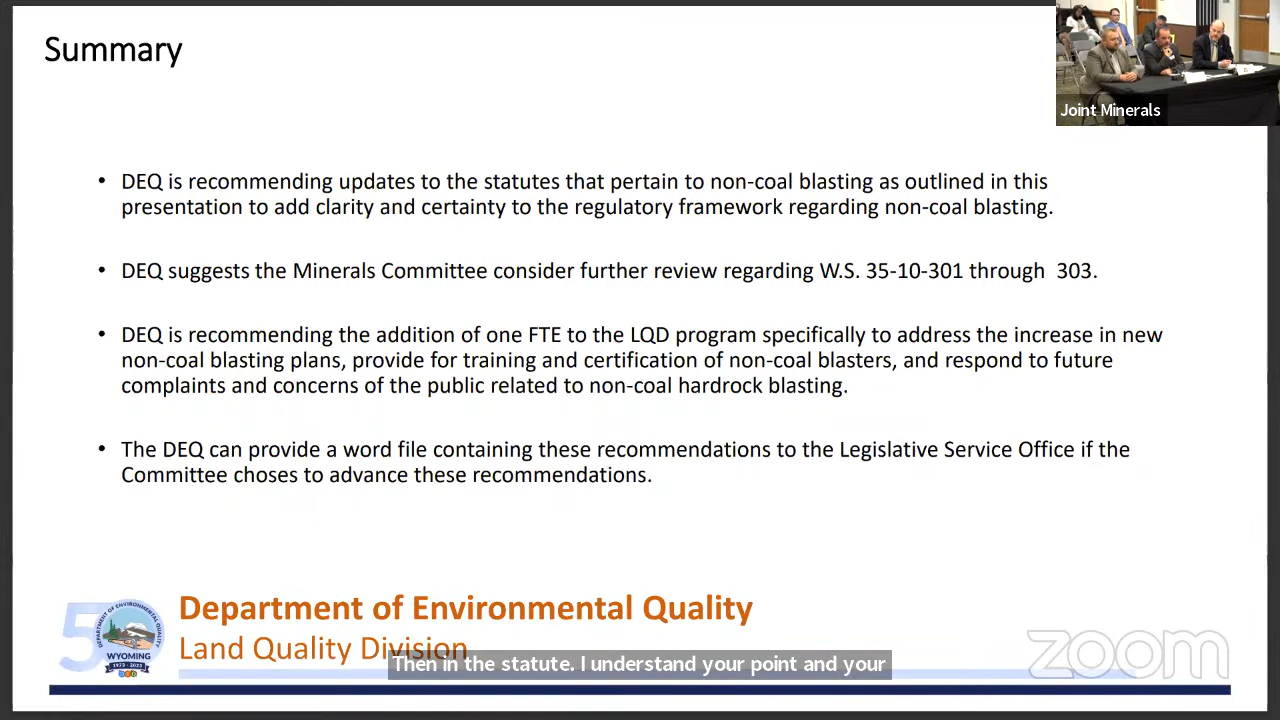 Summary
Joint Minerals
• DEQ is recommending updates to the statutes that pertain to non-coal blasting as outlined in this
presentation to add clarity and certainty to the regulatory framework regarding non-coal blasting.
• DEQ suggests the Minerals Committee consider further review regarding W.S. 35-10-301 through 303.
• DEQ is recommending the addition of one FTE to the LQD program specifically to address the increase in new
non-coal blasting plans, provide for training and certification of non-coal blasters, and respond to future
complaints and concerns of the public related to non-coal hardrock blasting.
• The DEQ can provide a word file containing these recommendations to the Legislative Service Office if the
Committee choses to advance these recommendations.
50
DEPARTMENT OF ENVIRONMENTAL QUALITY
WYOMING
1973-2023
Department of Environmental Quality
Land Quality Division
Then in the statute. I understand your point and your
zoom